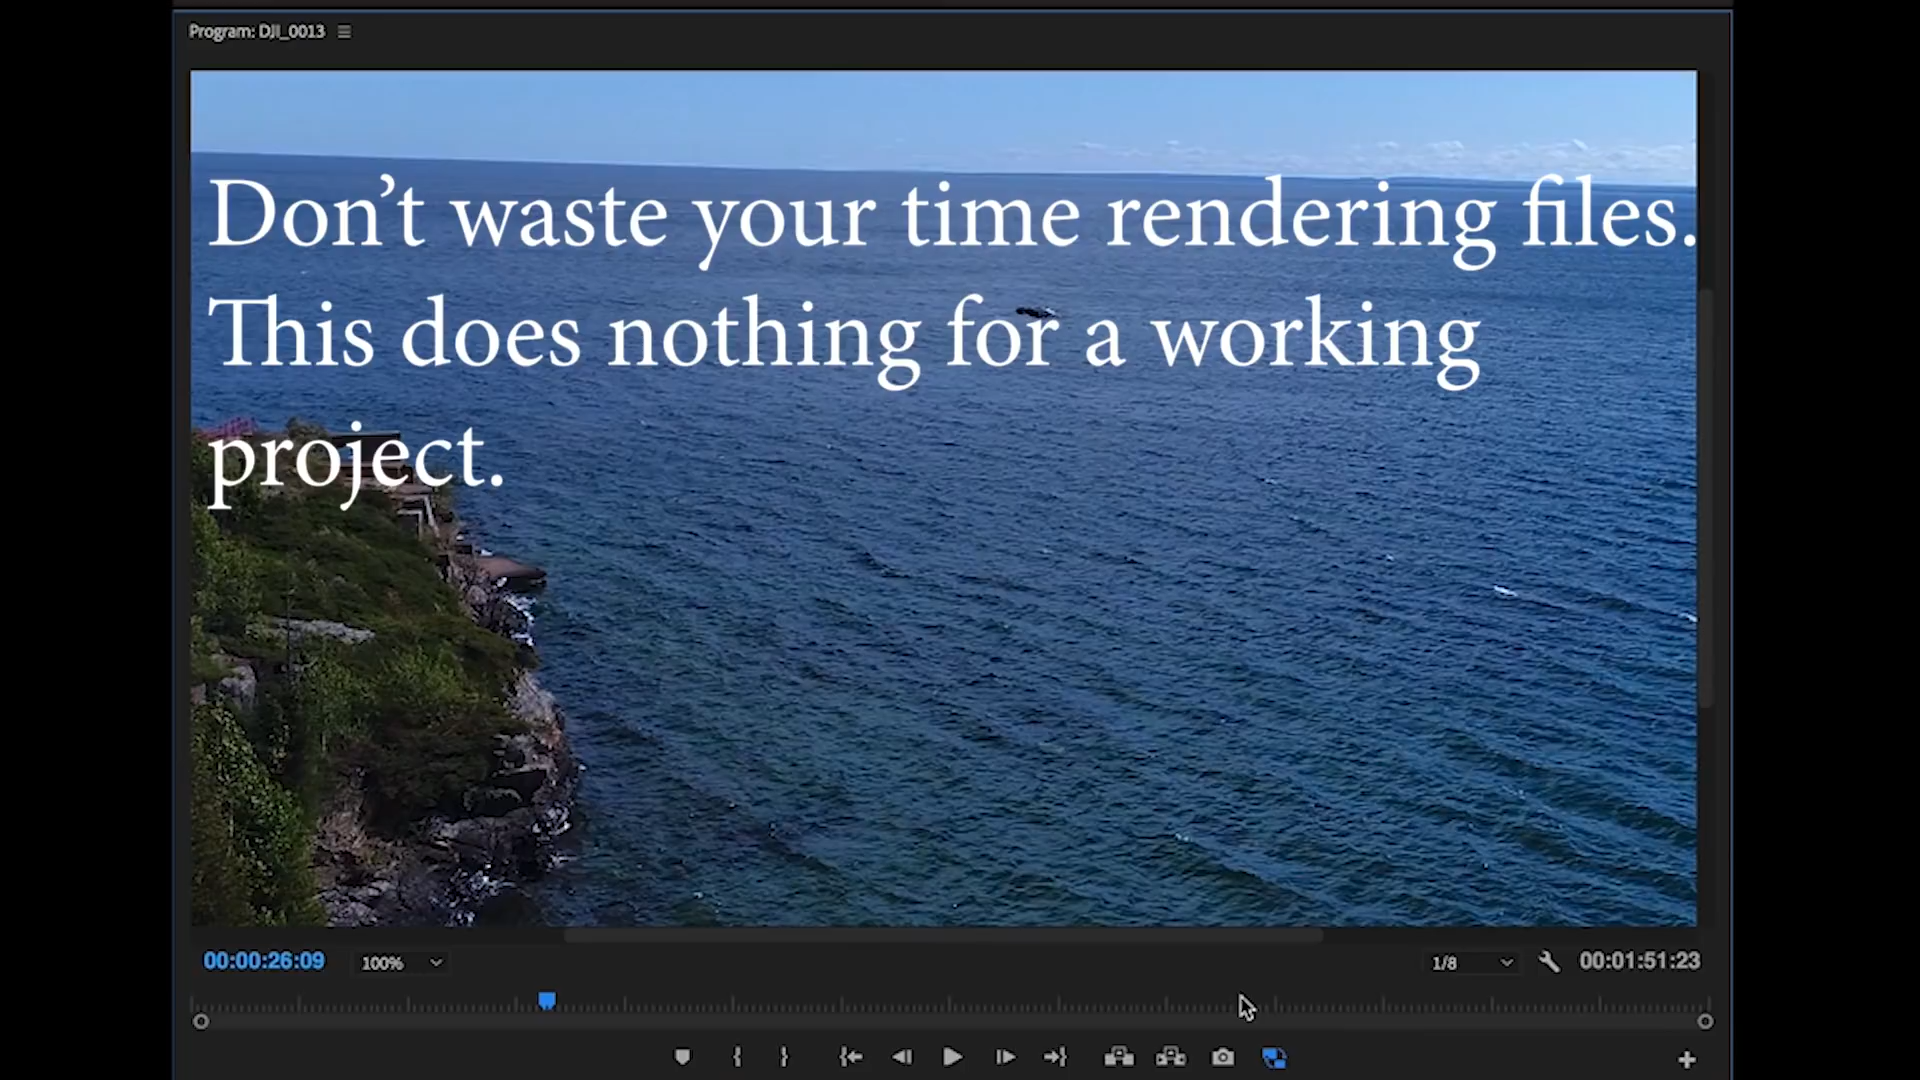 Program: DJI_0013
Don’t waste your time rendering files.
This does nothing for a working
project.
00:00:26:09
100%
1/8
00:01:51:23